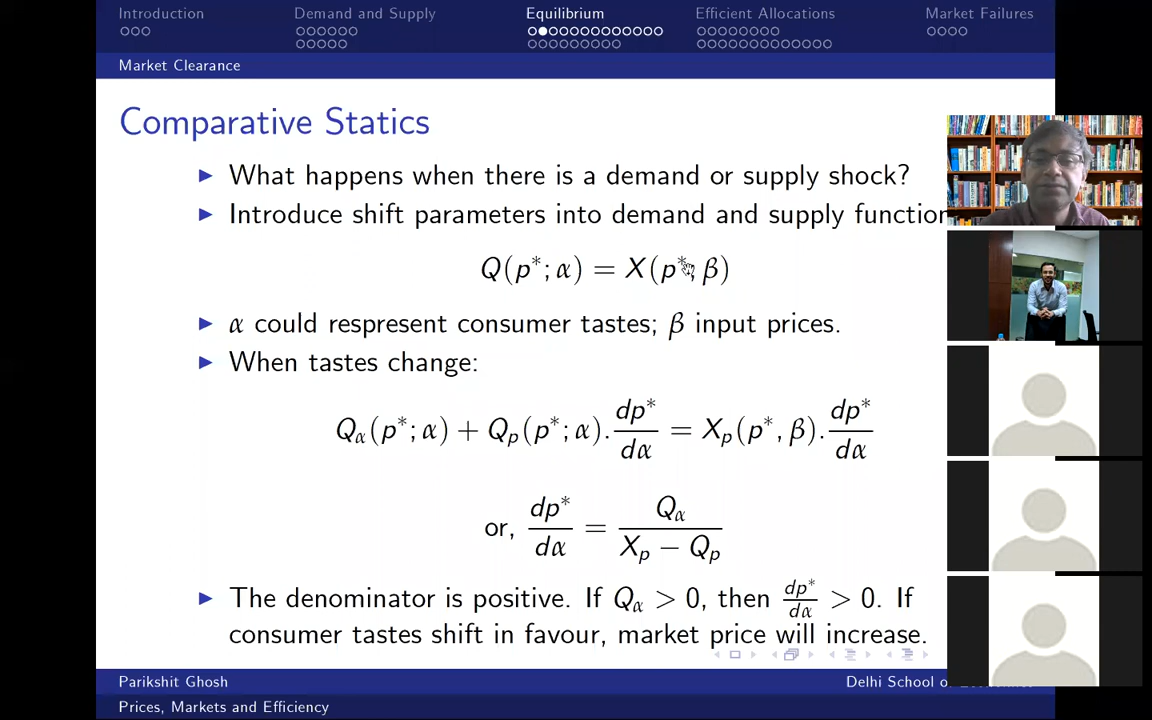 Introduction Demand and Supply Equilibrium Efficient Allocations Market Failures
Market Clearance
Comparative Statics
What happens when there is a demand or supply shock?
Introduce shift parameters into demand and supply function
Q(p*; α) = X(p*; β)
α could respresent consumer tastes; β input prices.
When tastes change:
Qα(p*; α) + Qp(p*; α). dp*/dα = Xp(p*, β). dp*/dα
or, dp*/dα = Qα / (Xp − Qp)
The denominator is positive. If Qα > 0, then dp*/dα > 0. If
consumer tastes shift in favour, market price will increase.
Parikshit Ghosh Delhi School
Prices, Markets and Efficiency